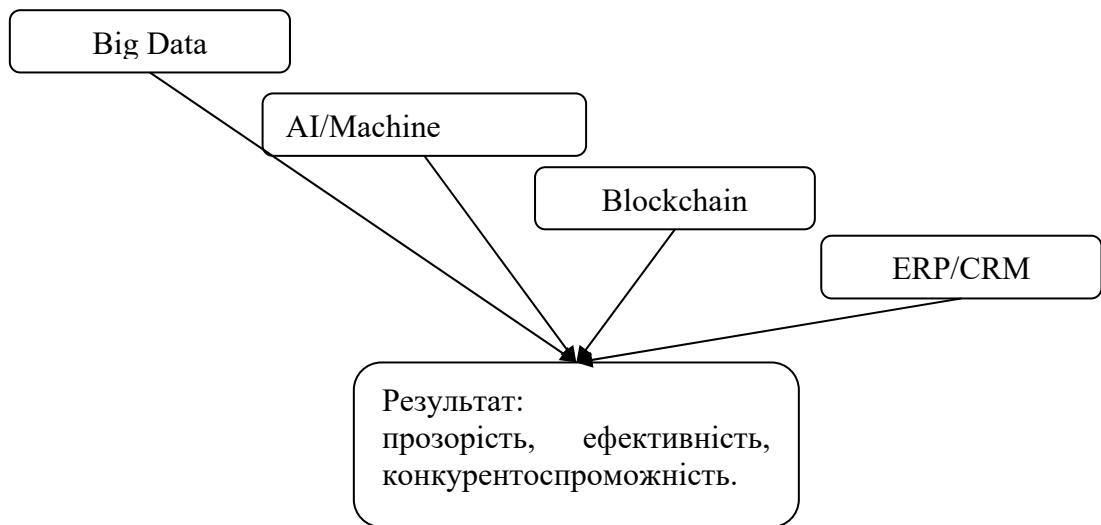 Big Data
AI/Machine
Blockchain
ERP/CRM
Результат:
прозорість, ефективність,
конкурентоспроможність.